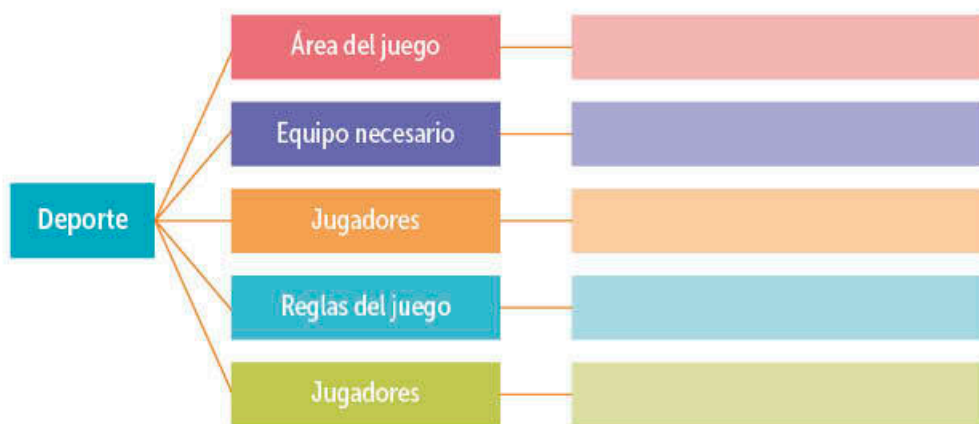 Área del juego
Equipo necesario
Deporte
Jugadores
Reglas del juego
Jugadores